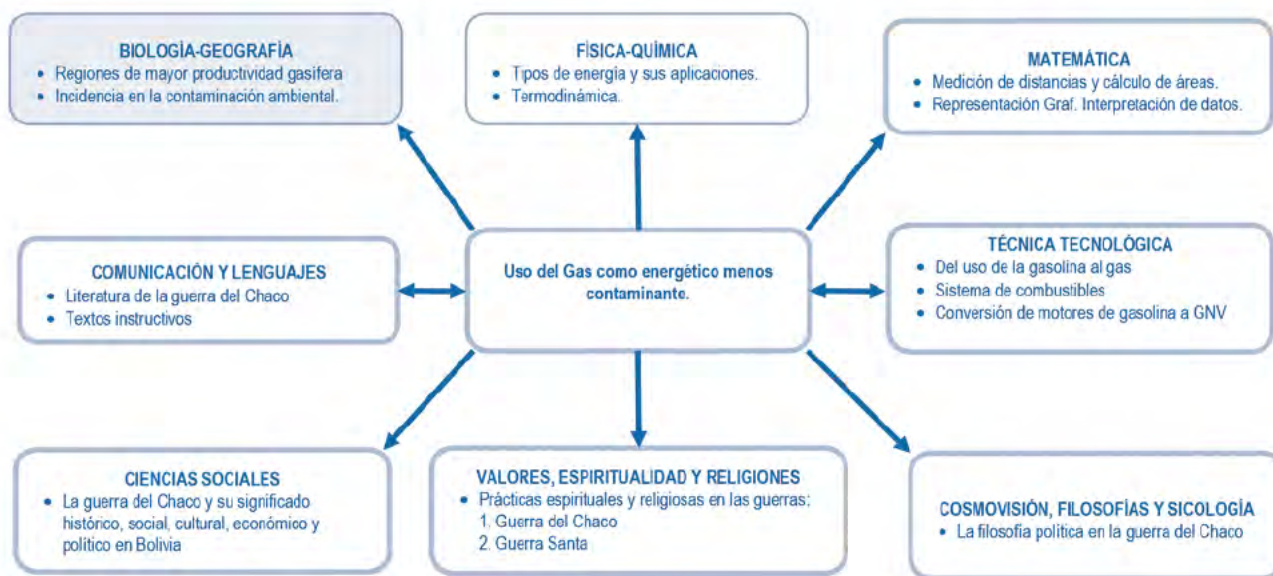 BIOLOGÍA-GEOGRAFÍA
• Regiones de mayor productividad gasífera
• Incidencia en la contaminación ambiental.
FÍSICA-QUÍMICA
• Tipos de energía y sus aplicaciones.
• Termodinámica.
MATEMÁTICA
• Medición de distancias y cálculo de áreas.
• Representación Graf. Interpretación de datos.
COMUNICACIÓN Y LENGUAJES
• Literatura de la guerra del Chaco
• Textos instructivos
Uso del Gas como energético menos
contaminante.
TÉCNICA TECNOLÓGICA
• Del uso de la gasolina al gas
• Sistema de combustibles
• Conversión de motores de gasolina a GNV
CIENCIAS SOCIALES
• La guerra del Chaco y su significado
histórico, social, cultural, económico y
político en Bolivia
VALORES, ESPIRITUALIDAD Y RELIGIONES
• Prácticas espirituales y religiosas en las guerras:
1. Guerra del Chaco
2. Guerra Santa
COSMOVISIÓN, FILOSOFÍAS Y SICOLOGÍA
• La filosofía política en la guerra del Chaco